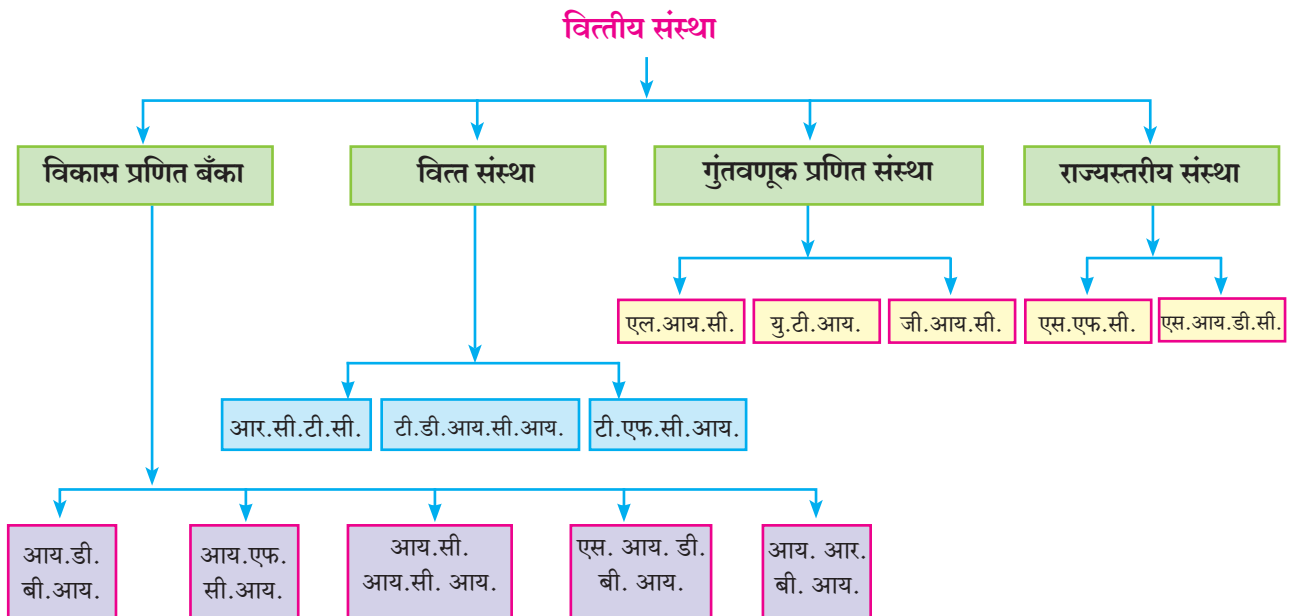 वित्तीय संस्था
विकास प्रणित बँका
वित्त संस्था
गुंतवणूक प्रणित संस्था
राज्यस्तरीय संस्था
एल.आय.सी.
यु.टी.आय.
जी.आय.सी.
एस.एफ.सी.
एस.आय.डी.सी.
आर.सी.टी.सी.
टी.डी.आय.सी.आय.
टी.एफ.सी.आय.
आय.डी.
बी.आय.
आय.एफ.
सी.आय.
आय.सी.
आय.सी. आय.
एस. आय. डी.
बी. आय.
आय. आर.
बी. आय.